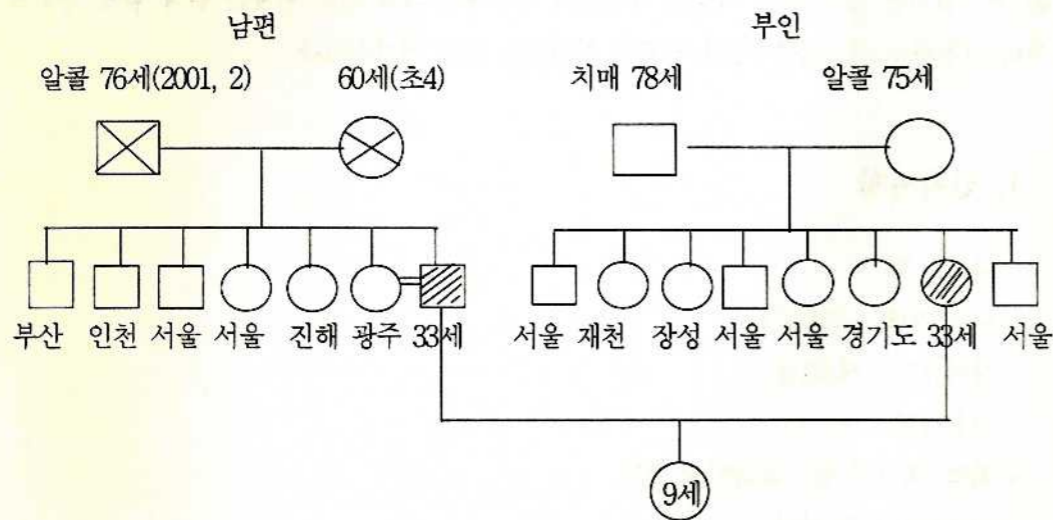 남편 부인
알콜 76세(2001, 2) 60세(초4) 치매 78세 알콜 75세
부산 인천 서울 서울 진해 광주 33세 서울 재천 장성 서울 서울 경기도 33세 서울
9세